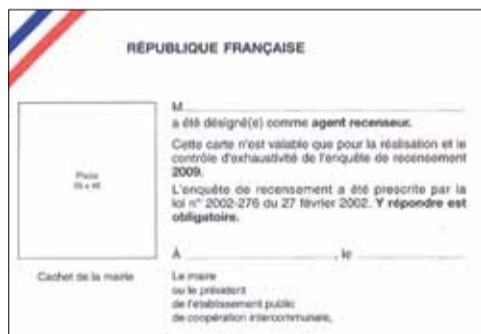 RÉPUBLIQUE FRANÇAISE
M
a été désigné(e) comme agent recenseur.
Cette carte n'est valable que pour la réalisation et le
contrôle d'exhaustivité de l'enquête de recensement
2009.
L'enquête de recensement a été prescrite par la
loi n° 2002-276 du 27 février 2002. Y répondre est
obligatoire.
À , le
Cachet de la mairie
Le maire
ou le président
de l'établissement public
de coopération intercommunale,